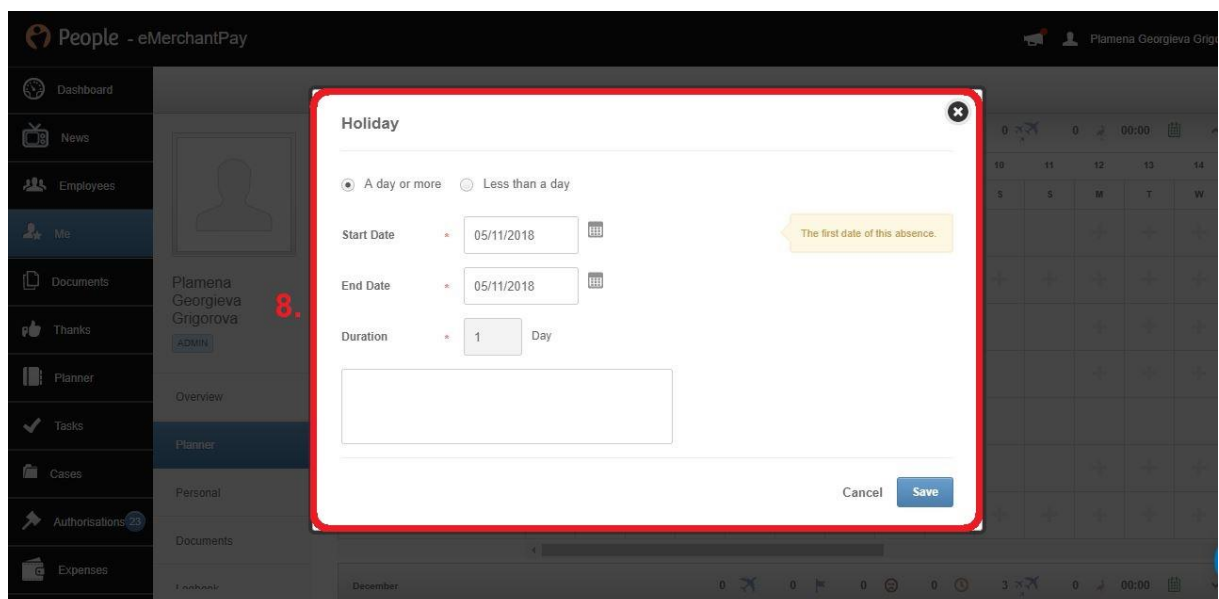 People - eMerchantPay
Plamena Georgieva Grigo
Dashboard
News
Employees
Me
Documents
Thanks
Planner
Tasks
Cases
Authorisations 23
Expenses
Plamena
Georgieva
Grigorova
ADMIN
Overview
Planner
Personal
Documents
Logbook
8.
Holiday
A day or more
Less than a day
Start Date * 05/11/2018
The first date of this absence.
End Date * 05/11/2018
Duration * 1 Day
Cancel Save
0 0 00:00
10 11 12 13 14
S S M T W
December 0 0 0 0 3 0 00:00